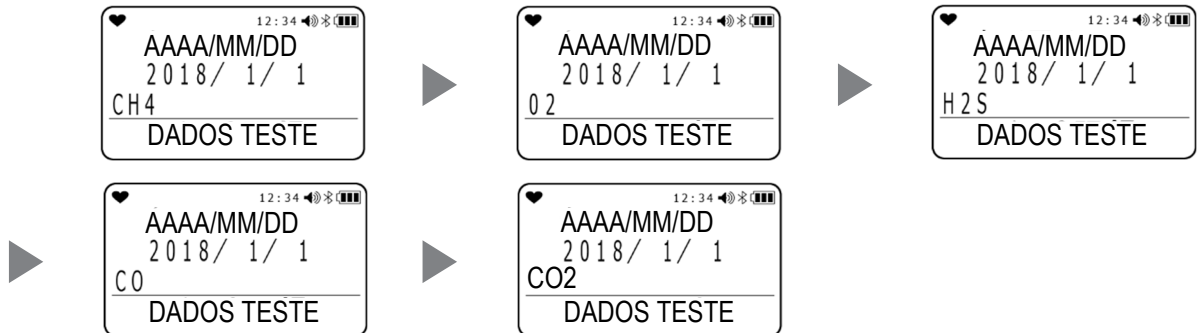 12:34
AAAA/MM/DD
2018/ 1/ 1
CH4
DADOS TESTE
12:34
AAAA/MM/DD
2018/ 1/ 1
O2
DADOS TESTE
12:34
AAAA/MM/DD
2018/ 1/ 1
H2S
DADOS TESTE
12:34
AAAA/MM/DD
2018/ 1/ 1
CO
DADOS TESTE
12:34
AAAA/MM/DD
2018/ 1/ 1
CO2
DADOS TESTE